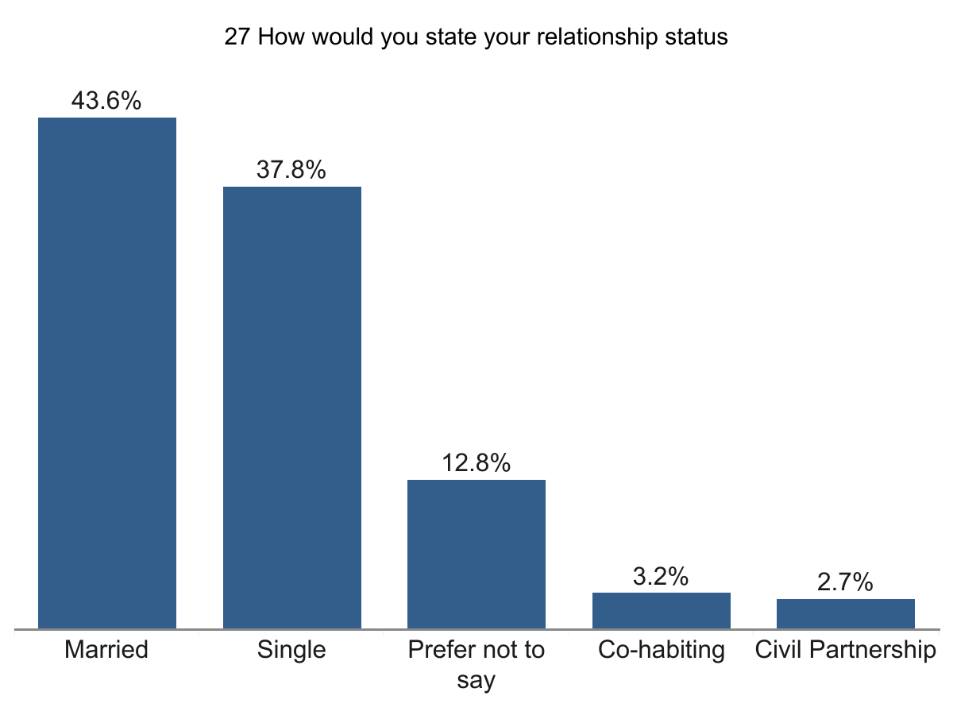 27 How would you state your relationship status
43.6%
37.8%
12.8%
3.2%
2.7%
Married
Single
Prefer not to
say
Co-habiting
Civil Partnership